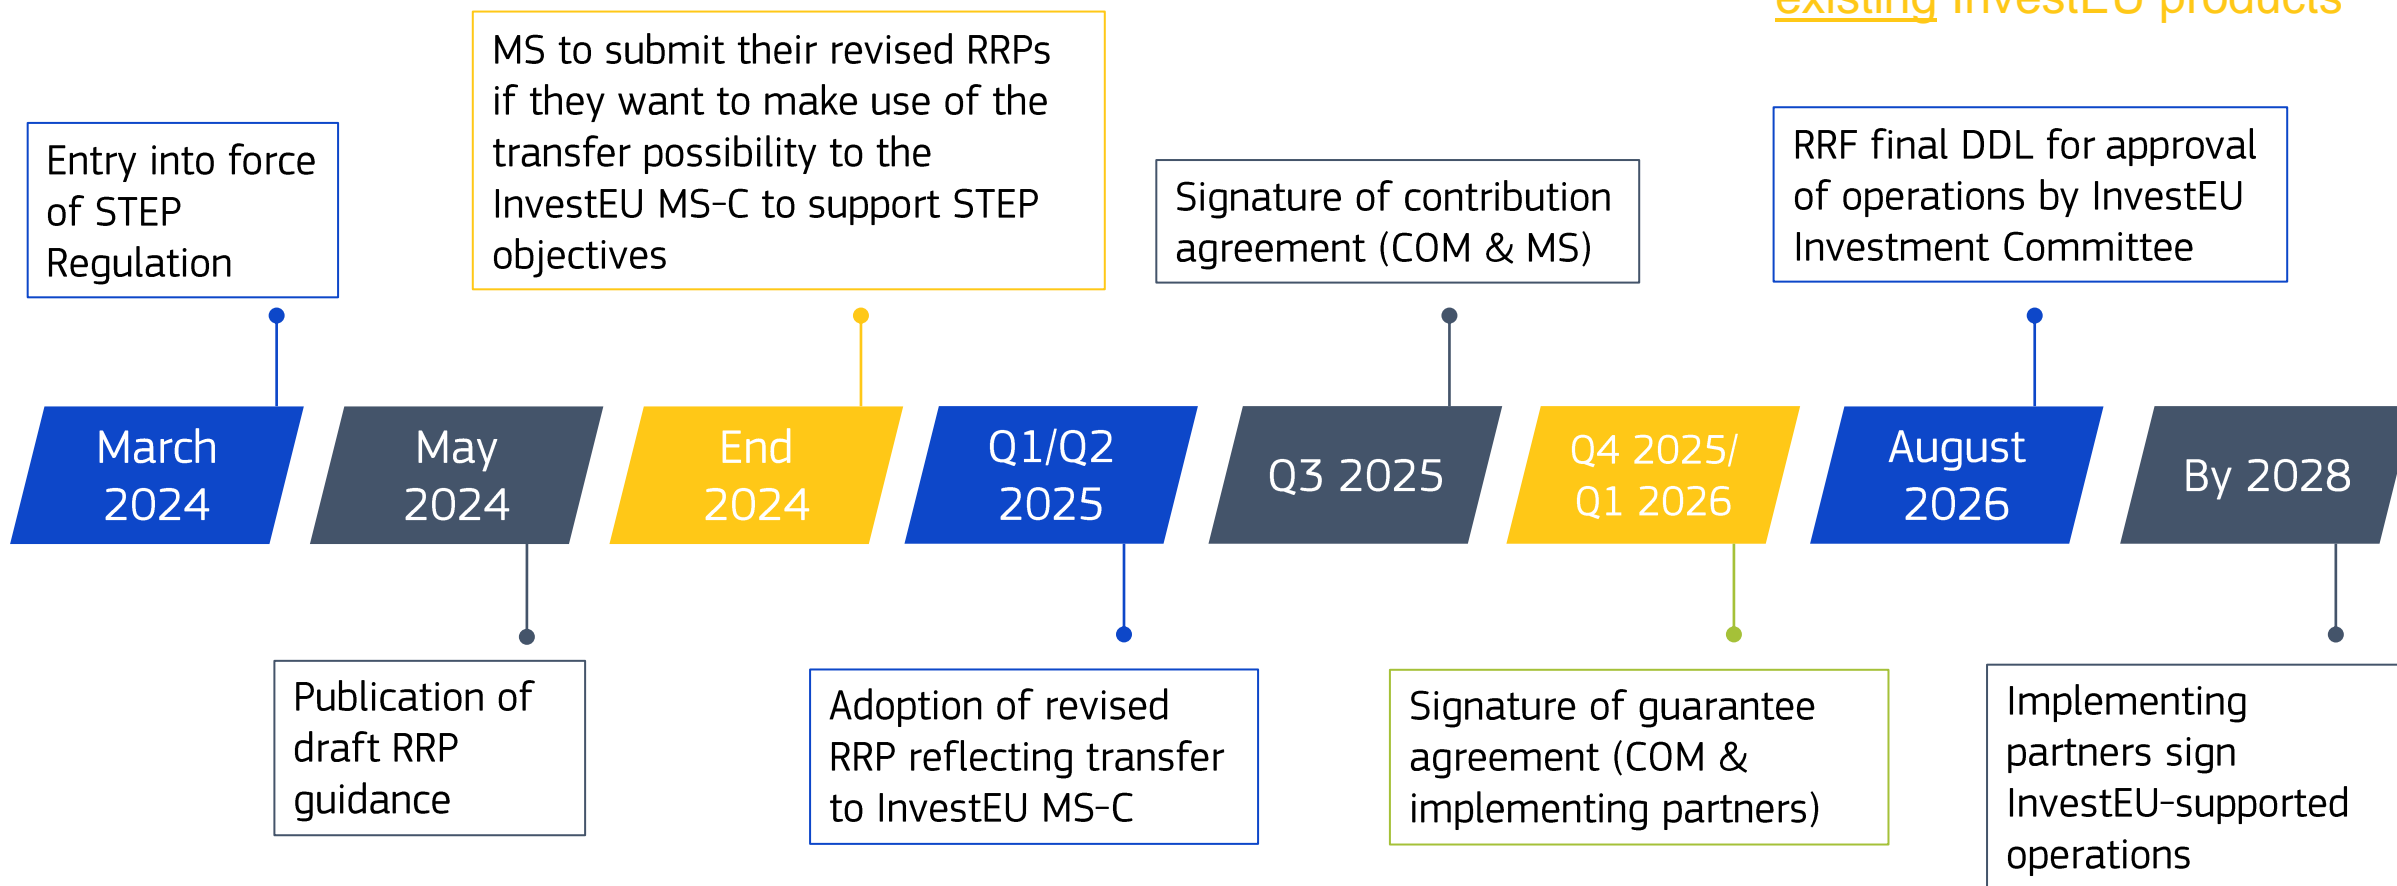 existing InvestEU products
Entry into force
of STEP
Regulation
MS to submit their revised RRPs
if they want to make use of the
transfer possibility to the
InvestEU MS-C to support STEP
objectives
Signature of contribution
agreement (COM & MS)
RRF final DDL for approval
of operations by InvestEU
Investment Committee
March
2024
May
2024
End
2024
Q1/Q2
2025
Q3 2025
Q4 2025/
Q1 2026
August
2026
By 2028
Publication of
draft RRP
guidance
Adoption of revised
RRP reflecting transfer
to InvestEU MS-C
Signature of guarantee
agreement (COM &
implementing partners)
Implementing
partners sign
InvestEU-supported
operations